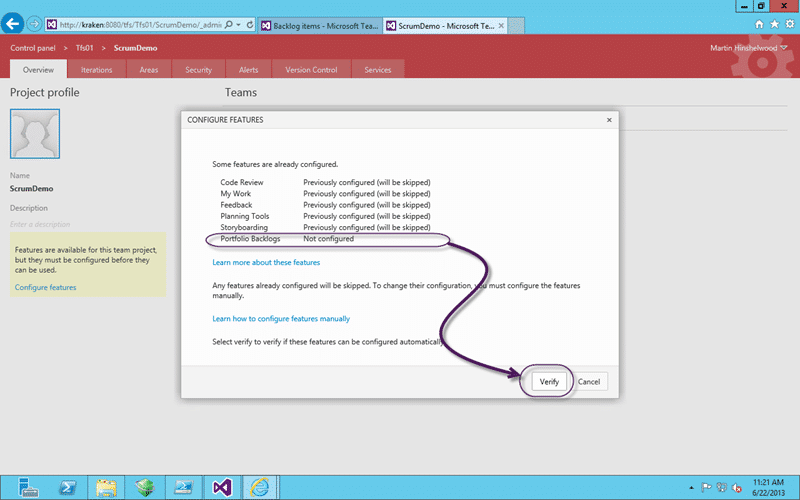 http://kraken:8080/tfs/Tfs01/ScrumDemo/_admi
Backlog items - Microsoft Tea...
ScrumDemo - Microsoft Te...
Control panel > Tfs01 > ScrumDemo
Martin Hinshelwood
Overview Iterations Areas Security Alerts Version Control Services
Project profile
Teams
Name
ScrumDemo
Description
Enter a description
Features are available for this team project,
but they must be configured before they
can be used.
Configure features
CONFIGURE FEATURES
Some features are already configured.
Code Review Previously configured (will be skipped)
My Work Previously configured (will be skipped)
Feedback Previously configured (will be skipped)
Planning Tools Previously configured (will be skipped)
Storyboarding Previously configured (will be skipped)
Portfolio Backlogs Not configured
Learn more about these features
Any features already configured will be skipped. To change their configuration, you must configure the features
manually.
Learn how to configure features manually
Select verify to verify if these features can be configured automatically
Verify Cancel
11:21 AM
6/22/2013